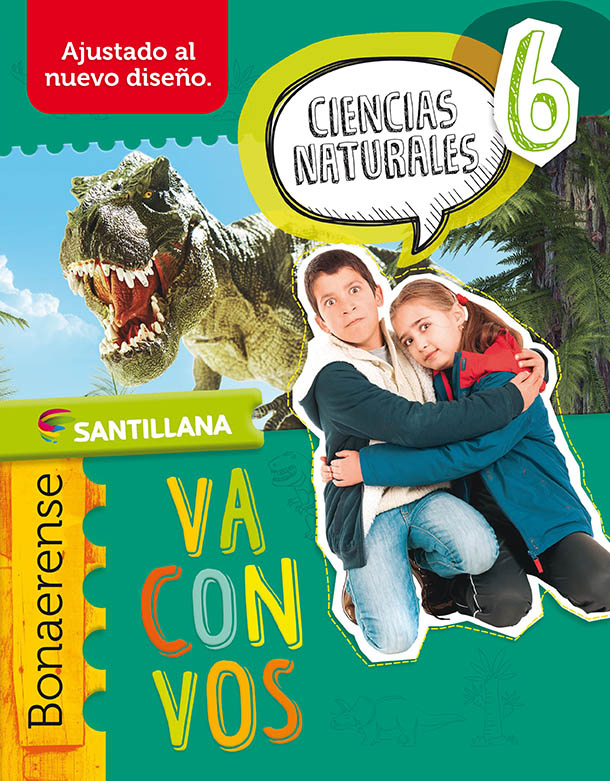 Ajustado al
nuevo diseño.
CIENCIAS
NATURALES
6
SANTILLANA
Bonaerense
VA
CON
VOS